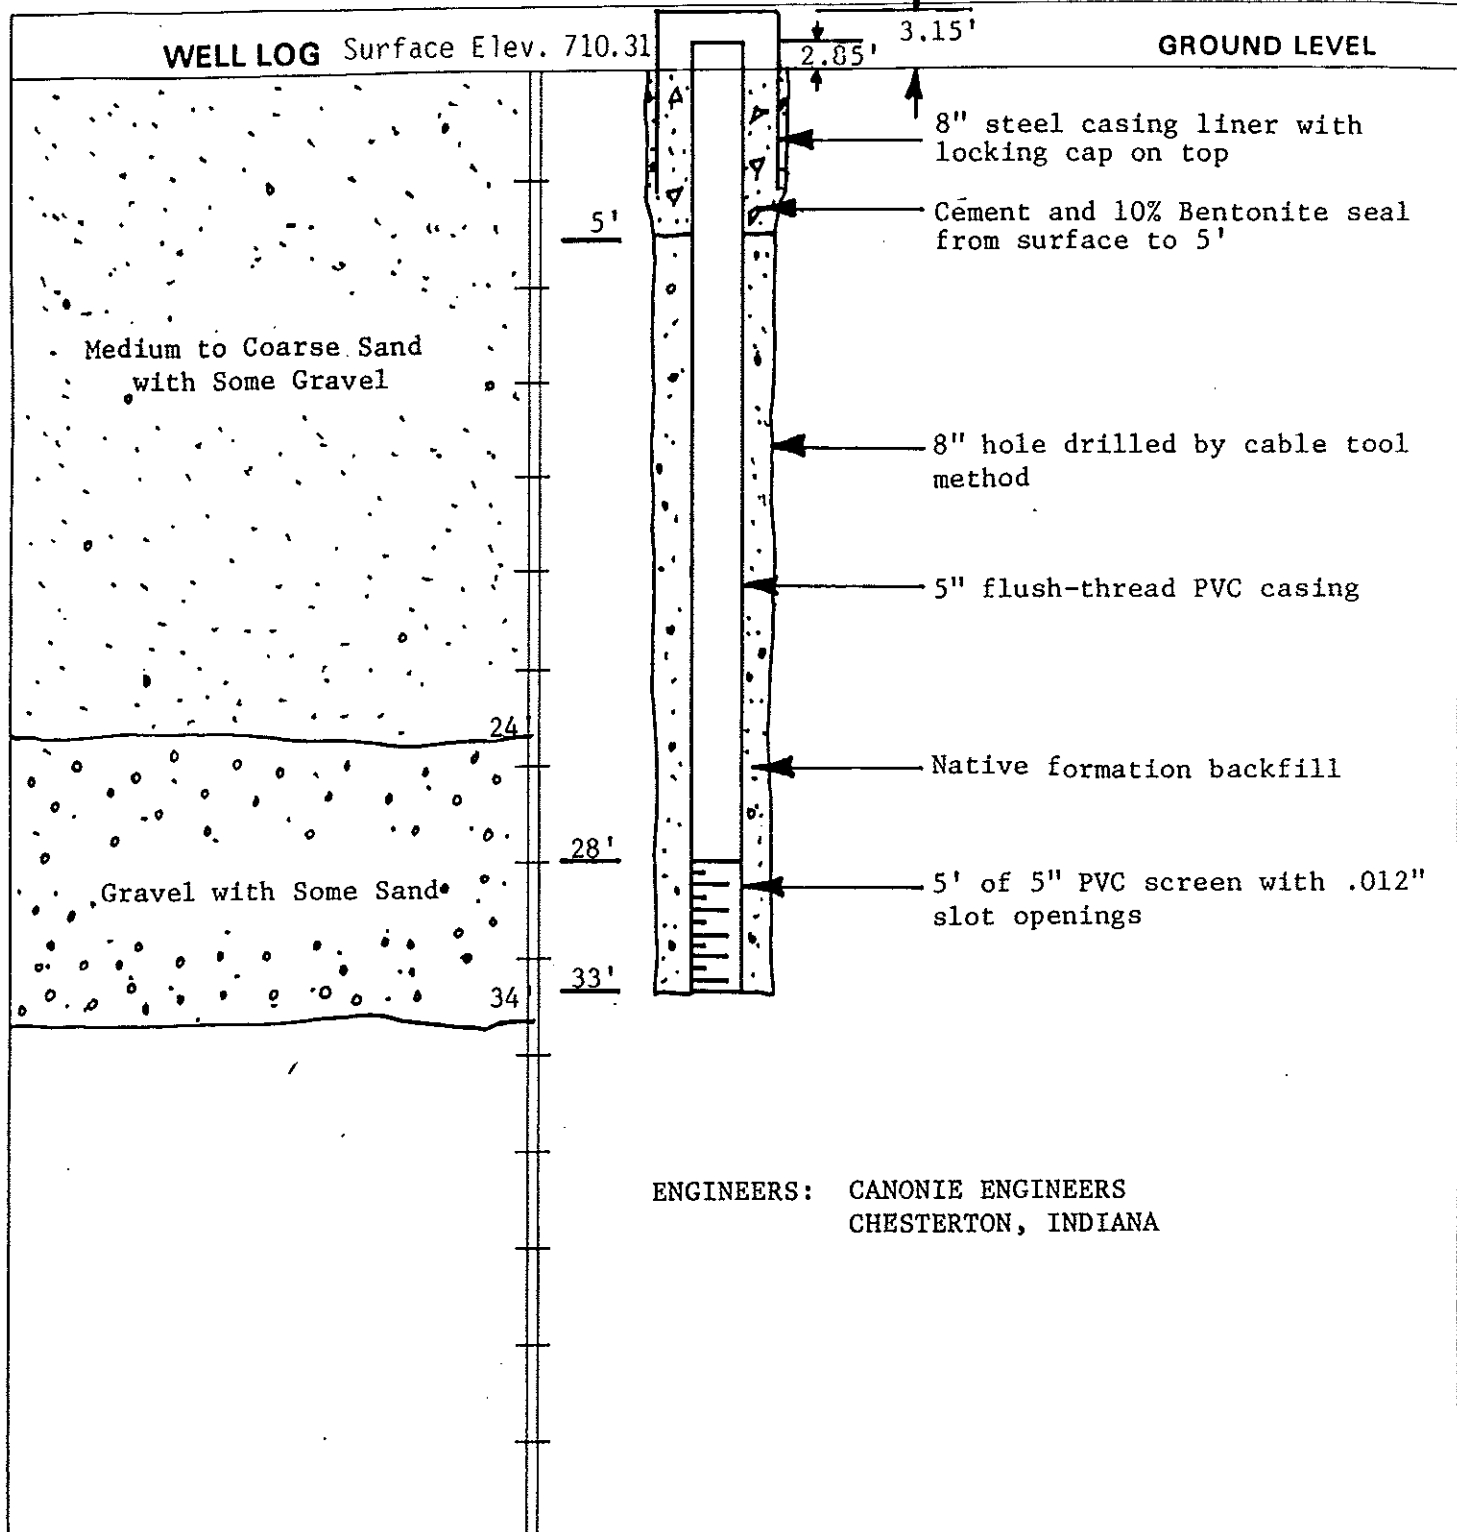 WELL LOG Surface Elev. 710.31
2.85'
3.15'
GROUND LEVEL
8" steel casing liner with
locking cap on top
Cement and 10% Bentonite seal
from surface to 5'
5'
Medium to Coarse Sand
with Some Gravel
8" hole drilled by cable tool
method
5" flush-thread PVC casing
24
Native formation backfill
28'
Gravel with Some Sand
5' of 5" PVC screen with .012"
slot openings
33'
34
ENGINEERS: CANONIE ENGINEERS
CHESTERTON, INDIANA